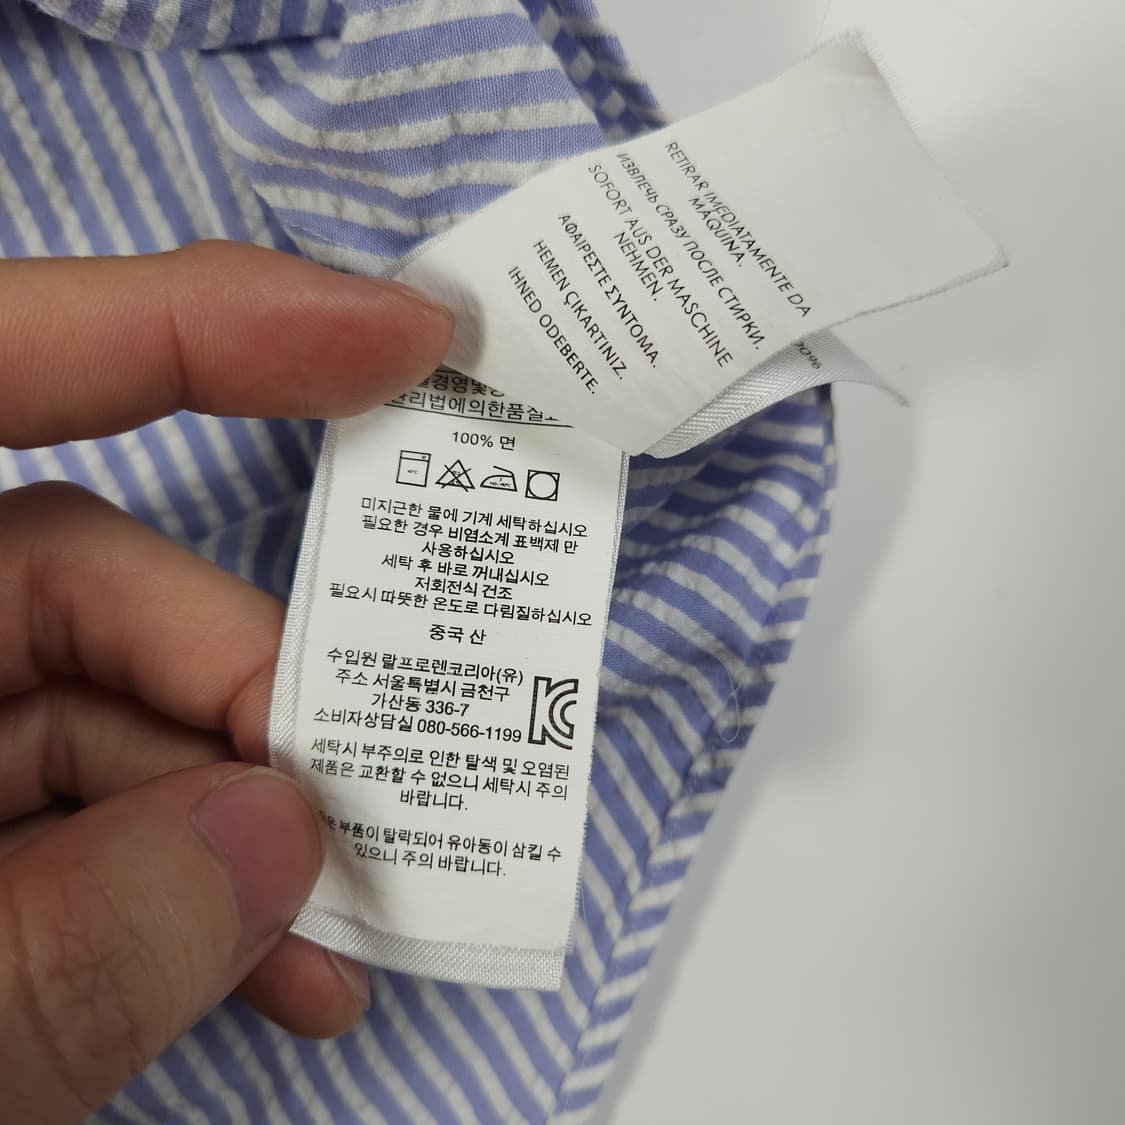 RETIRAR IMEDIATAMENTE DA
MÁQUINA.
ИЗВЛЕЧЬ СРАЗУ ПОСЛЕ СТИРКИ.
SOFORT AUS DER MASCHINE
NEHMEN.
ΑΦΑΙΡΕΣΤΕ ΣΥΝΤΟΜΑ.
HEMEN ÇIKARTINIZ.
IHNED ODEBERTE.
100% 면
미지근한 물에 기계 세탁하십시오
필요한 경우 비염소계 표백제 만
사용하십시오
세탁 후 바로 꺼내십시오
저회전식 건조
필요시 따뜻한 온도로 다림질하십시오
중국 산
수입원 랄프로렌코리아(유)
주소 서울특별시 금천구
가산동 336-7
소비자상담실 080-566-1199
세탁시 부주의로 인한 탈색 및 오염된
제품은 교환할 수 없으니 세탁시 주의
바랍니다.
부품이 탈락되어 유아동이 삼킬 수
있으니 주의 바랍니다.